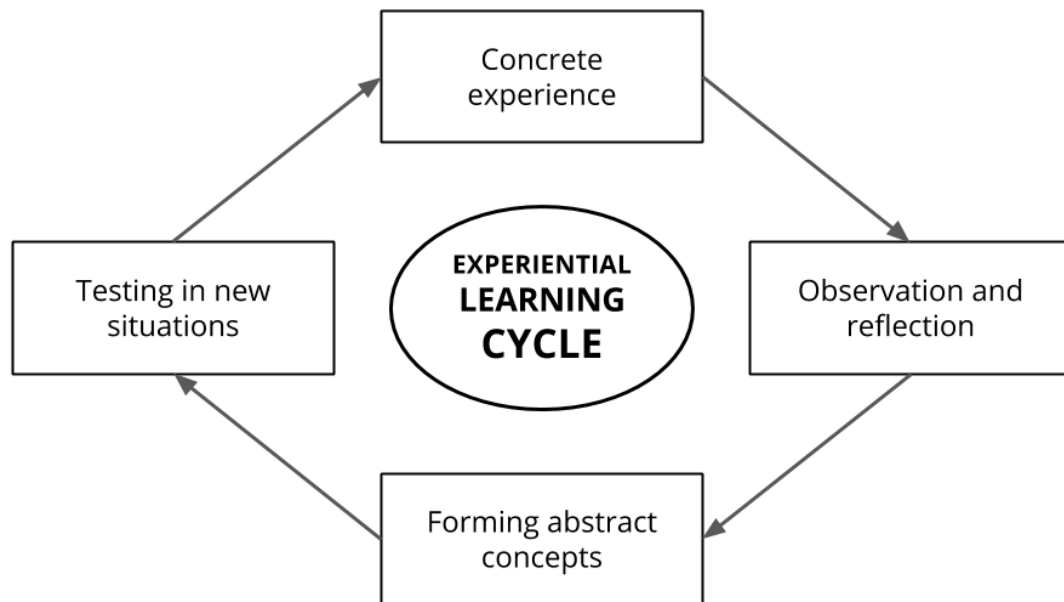 Concrete
experience
Testing in new
situations
EXPERIENTIAL
LEARNING
CYCLE
Observation and
reflection
Forming abstract
concepts